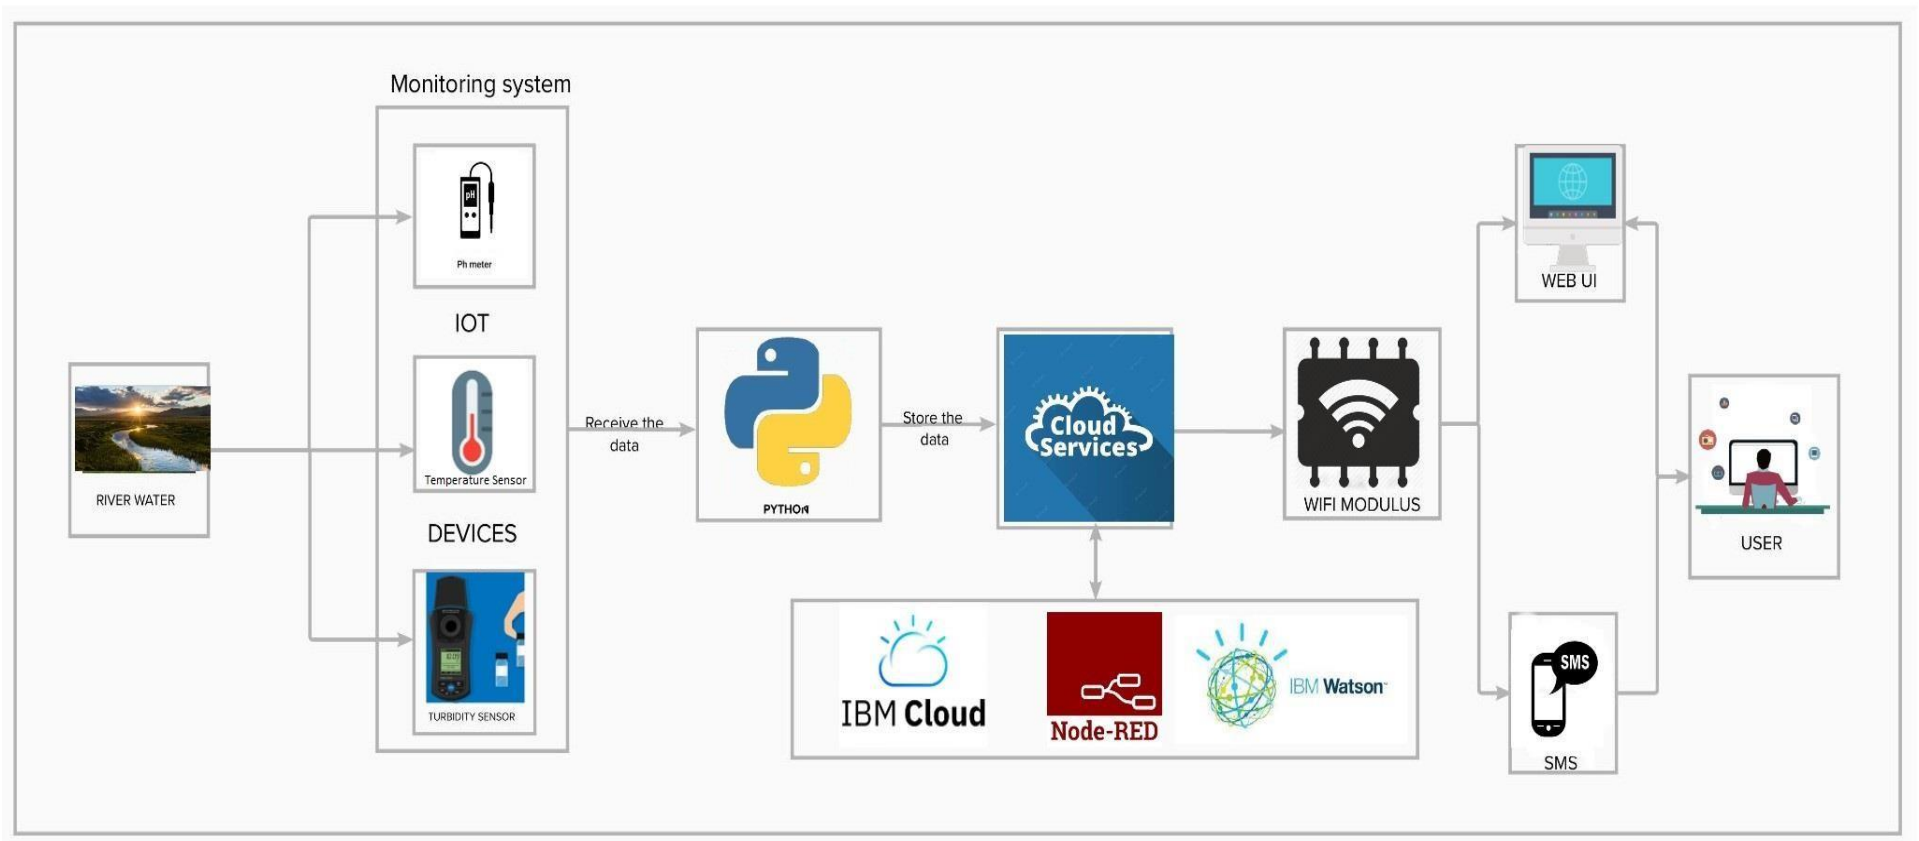 Monitoring system
pH
Ph meter
IOT
Temperature Sensor
DEVICES
TURBIDITY SENSOR
RIVER WATER
Receive the
data
PYTHON
Store the
data
Cloud
Services
IBM Cloud
Node-RED
IBM Watson
WIFI MODULUS
WEB UI
SMS
SMS
USER